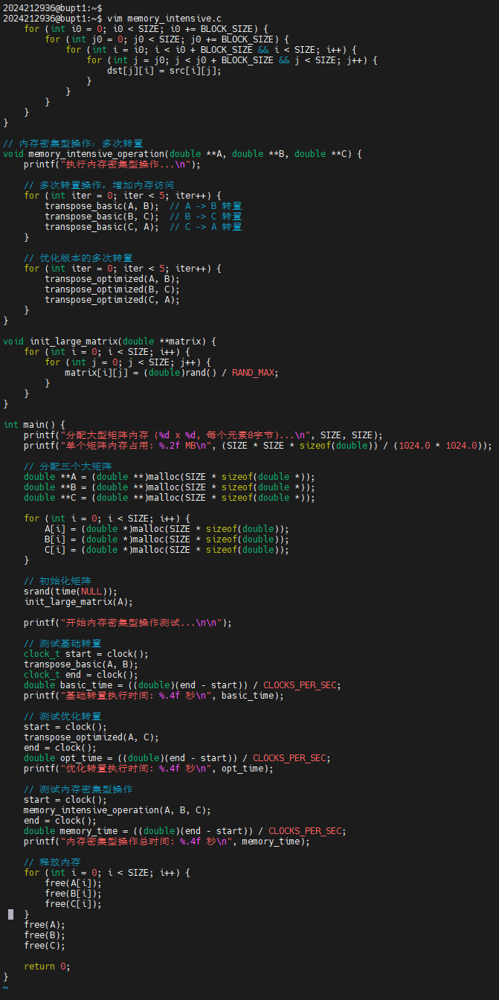 2024212936@bupt1:~$
2024212936@bupt1:~$ vim memory_intensive.c
    for (int i0 = 0; i0 < SIZE; i0 += BLOCK_SIZE) {
        for (int j0 = 0; j0 < SIZE; j0 += BLOCK_SIZE) {
            for (int i = i0; i < i0 + BLOCK_SIZE && i < SIZE; i++) {
                for (int j = j0; j < j0 + BLOCK_SIZE && j < SIZE; j++) {
                    dst[j][i] = src[i][j];
                }
            }
        }
    }
}

// 内存密集型操作：多次转置
void memory_intensive_operation(double **A, double **B, double **C) {
    printf("执行内存密集型操作...\n");

    // 多次转置操作，增加内存访问
    for (int iter = 0; iter < 5; iter++) {
        transpose_basic(A, B);  // A -> B 转置
        transpose_basic(B, C);  // B -> C 转置
        transpose_basic(C, A);  // C -> A 转置
    }

    // 优化版本的多次转置
    for (int iter = 0; iter < 5; iter++) {
        transpose_optimized(A, B);
        transpose_optimized(B, C);
        transpose_optimized(C, A);
    }
}

void init_large_matrix(double **matrix) {
    for (int i = 0; i < SIZE; i++) {
        for (int j = 0; j < SIZE; j++) {
            matrix[i][j] = (double)rand() / RAND_MAX;
        }
    }
}

int main() {
    printf("分配大型矩阵内存 (%d x %d, 每个元素8字节)...\n", SIZE, SIZE);
    printf("单个矩阵内存占用: %.2f MB\n", (SIZE * SIZE * sizeof(double)) / (1024.0 * 1024.0));

    // 分配三个大矩阵
    double **A = (double **)malloc(SIZE * sizeof(double *));
    double **B = (double **)malloc(SIZE * sizeof(double *));
    double **C = (double **)malloc(SIZE * sizeof(double *));

    for (int i = 0; i < SIZE; i++) {
        A[i] = (double *)malloc(SIZE * sizeof(double));
        B[i] = (double *)malloc(SIZE * sizeof(double));
        C[i] = (double *)malloc(SIZE * sizeof(double));
    }

    // 初始化矩阵
    srand(time(NULL));
    init_large_matrix(A);

    printf("开始内存密集型操作测试...\n\n");

    // 测试基础转置
    clock_t start = clock();
    transpose_basic(A, B);
    clock_t end = clock();
    double basic_time = ((double)(end - start)) / CLOCKS_PER_SEC;
    printf("基础转置执行时间: %.4f 秒\n", basic_time);

    // 测试优化转置
    start = clock();
    transpose_optimized(A, C);
    end = clock();
    double opt_time = ((double)(end - start)) / CLOCKS_PER_SEC;
    printf("优化转置执行时间: %.4f 秒\n", opt_time);

    // 测试内存密集型操作
    start = clock();
    memory_intensive_operation(A, B, C);
    end = clock();
    double memory_time = ((double)(end - start)) / CLOCKS_PER_SEC;
    printf("内存密集型操作总时间: %.4f 秒\n", memory_time);

    // 释放内存
    for (int i = 0; i < SIZE; i++) {
        free(A[i]);
        free(B[i]);
        free(C[i]);
    }
    free(A);
    free(B);
    free(C);

    return 0;
}
~